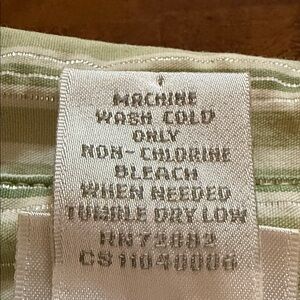 MACHINE
WASH COLD
ONLY
NON-CHLORINE
BLEACH
WHEN NEEDED
TUMBLE DRY LOW
RN72882
CS11040006